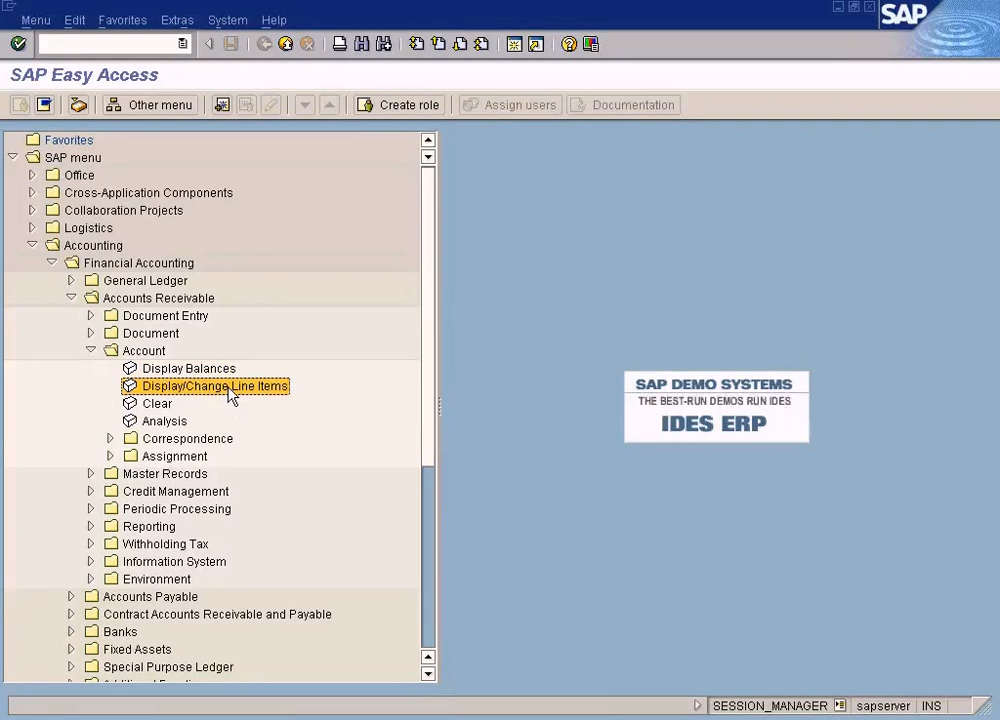 Menu Edit Favorites Extras System Help
SAP
SAP Easy Access
Other menu Create role Assign users Documentation
Favorites
SAP menu
Office
Cross-Application Components
Collaboration Projects
Logistics
Accounting
Financial Accounting
General Ledger
Accounts Receivable
Document Entry
Document
Account
Display Balances
Display/Change Line Items
Clear
Analysis
Correspondence
Assignment
Master Records
Credit Management
Periodic Processing
Reporting
Withholding Tax
Information System
Environment
Accounts Payable
Contract Accounts Receivable and Payable
Banks
Fixed Assets
Special Purpose Ledger
SAP DEMO SYSTEMS
THE BEST-RUN DEMOS RUN IDES
IDES ERP
SESSION_MANAGER sapserver INS